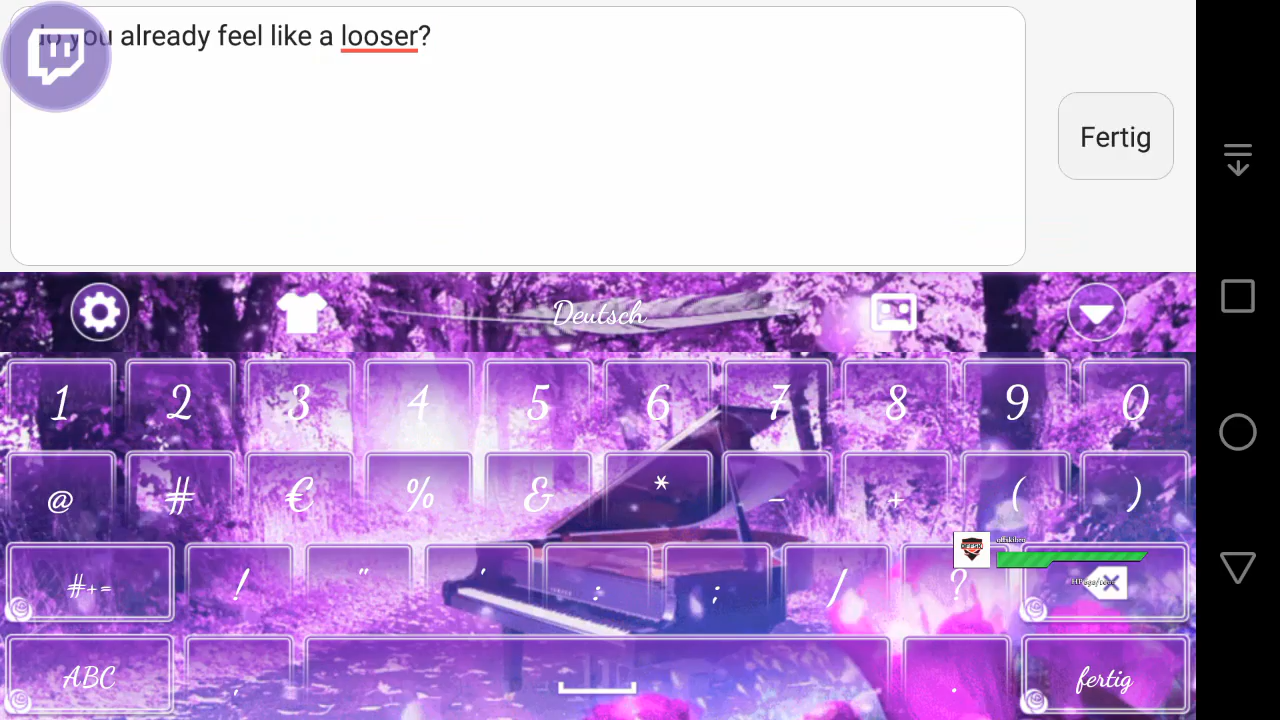 do you already feel like a looser?
Fertig
Deutsch
1 2 3 4 5 6 7 8 9 0
@ # € % & * - + ( )
#+= ! " ' : ; / ?
ABC , . fertig